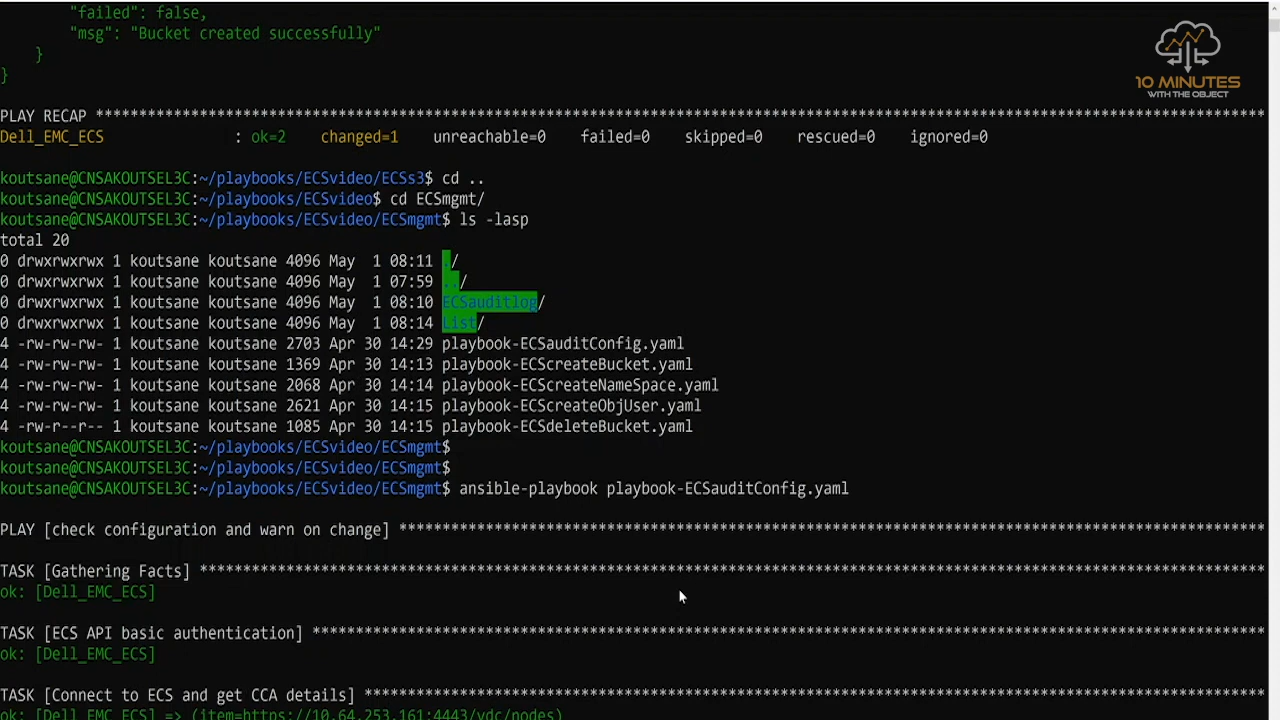 "failed": false,
"msg": "Bucket created successfully"
}
}
10 MINUTES
WITH THE OBJECT
PLAY RECAP ******************************************************************************************************************************************
Dell_EMC_ECS : ok=2 changed=1 unreachable=0 failed=0 skipped=0 rescued=0 ignored=0
koutsane@CNSAKOUTSEL3C:~/playbooks/ECSvideo/ECSs3$ cd ..
koutsane@CNSAKOUTSEL3C:~/playbooks/ECSvideo$ cd ECSmgmt/
koutsane@CNSAKOUTSEL3C:~/playbooks/ECSvideo/ECSmgmt$ ls -lasp
total 20
0 drwxrwxrwx 1 koutsane koutsane 4096 May  1 08:11 ./
0 drwxrwxrwx 1 koutsane koutsane 4096 May  1 07:59 ../
0 drwxrwxrwx 1 koutsane koutsane 4096 May  1 08:10 ECSauditlog/
0 drwxrwxrwx 1 koutsane koutsane 4096 May  1 08:14 List/
4 -rw-rw-rw- 1 koutsane koutsane 2703 Apr 30 14:29 playbook-ECSauditConfig.yaml
4 -rw-rw-rw- 1 koutsane koutsane 1369 Apr 30 14:13 playbook-ECScreateBucket.yaml
4 -rw-rw-rw- 1 koutsane koutsane 2068 Apr 30 14:14 playbook-ECScreateNameSpace.yaml
4 -rw-rw-rw- 1 koutsane koutsane 2621 Apr 30 14:15 playbook-ECScreateObjUser.yaml
4 -rw-r--r-- 1 koutsane koutsane 1085 Apr 30 14:15 playbook-ECSdeleteBucket.yaml
koutsane@CNSAKOUTSEL3C:~/playbooks/ECSvideo/ECSmgmt$
koutsane@CNSAKOUTSEL3C:~/playbooks/ECSvideo/ECSmgmt$
koutsane@CNSAKOUTSEL3C:~/playbooks/ECSvideo/ECSmgmt$ ansible-playbook playbook-ECSauditConfig.yaml
PLAY [check configuration and warn on change] ****************************************************************************************************
TASK [Gathering Facts] ***************************************************************************************************************************
ok: [Dell_EMC_ECS]
TASK [ECS API basic authentication] **************************************************************************************************************
ok: [Dell_EMC_ECS]
TASK [Connect to ECS and get CCA details] ********************************************************************************************************
ok: [Dell_EMC_ECS] => (item=https://10.64.253.161:4443/vdc/nodes)